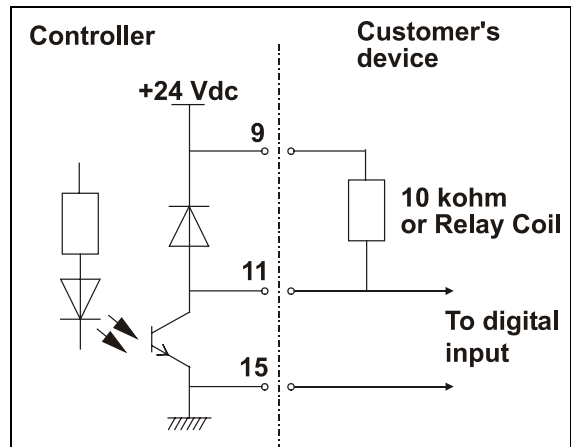 Controller
Customer's
device
+24 Vdc
9
10 kohm
or Relay Coil
11
To digital
input
15